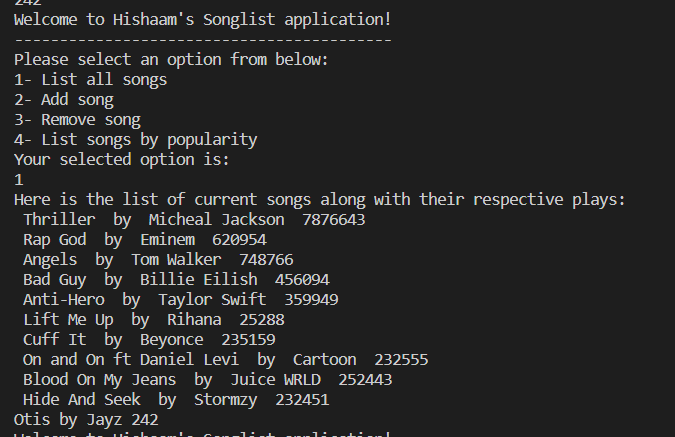 242
Welcome to Hishaam's Songlist application!
------------------------------------------
Please select an option from below:
1- List all songs
2- Add song
3- Remove song
4- List songs by popularity
Your selected option is:
1
Here is the list of current songs along with their respective plays:
Thriller  by  Micheal Jackson  7876643
Rap God  by  Eminem  620954
Angels  by  Tom Walker  748766
Bad Guy  by  Billie Eilish  456094
Anti-Hero  by  Taylor Swift  359949
Lift Me Up  by  Rihana  25288
Cuff It  by  Beyonce  235159
On and On ft Daniel Levi  by  Cartoon  232555
Blood On My Jeans  by  Juice WRLD  252443
Hide And Seek  by  Stormzy  232451
Otis by Jayz 242
Welcome to Hishaam's Songlist application!